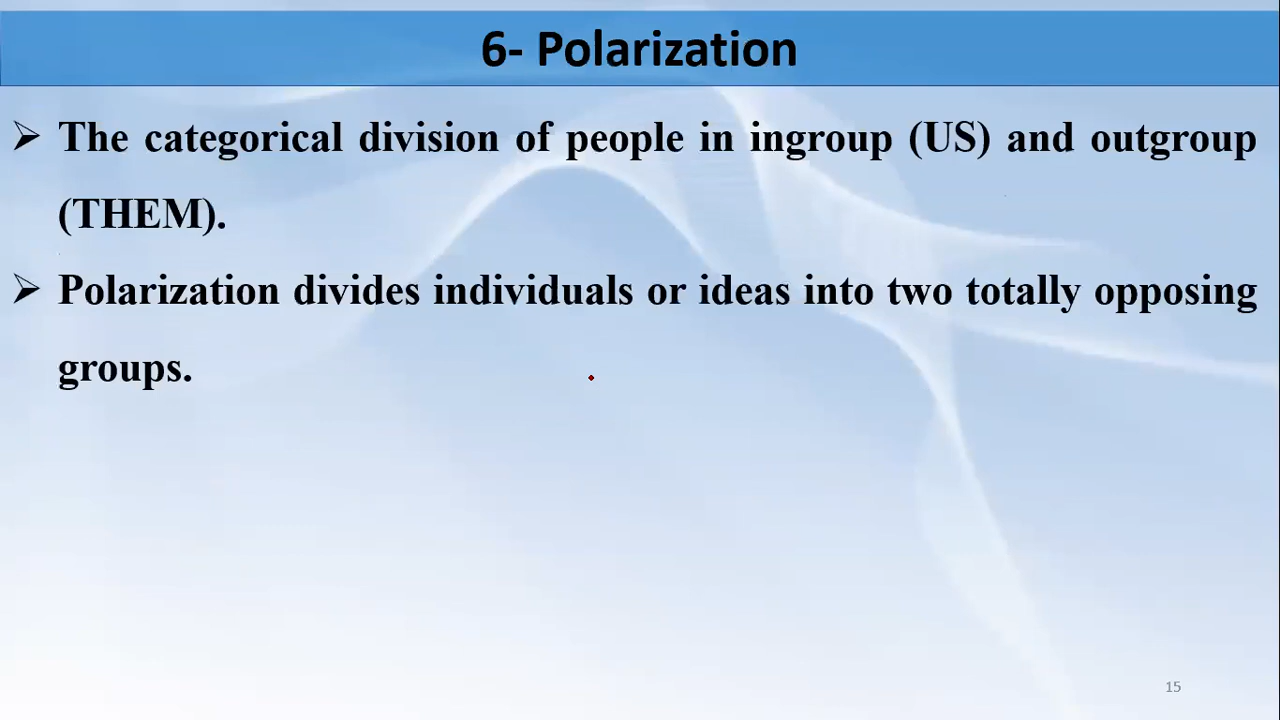 6- Polarization
➢ The categorical division of people in ingroup (US) and outgroup
(THEM).
➢ Polarization divides individuals or ideas into two totally opposing
groups.
15